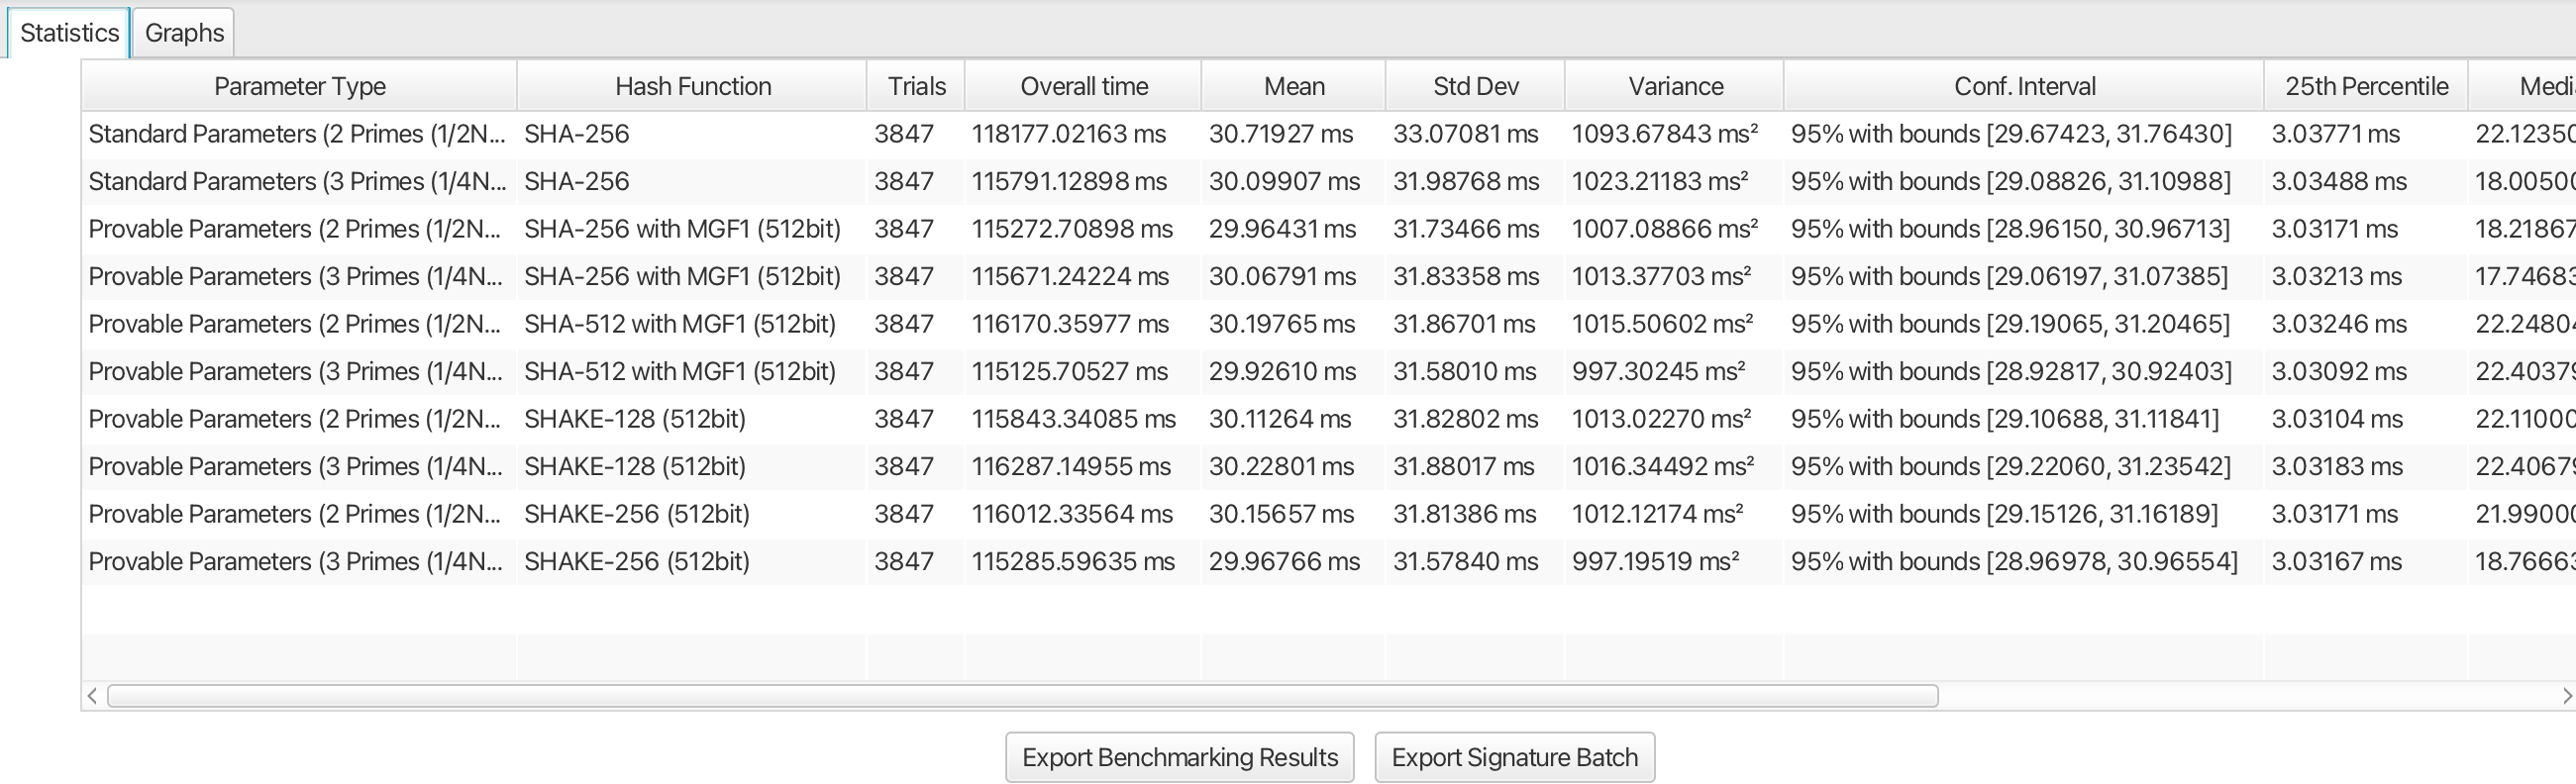 Statistics Graphs
Parameter Type Hash Function Trials Overall time Mean Std Dev Variance Conf. Interval 25th Percentile Medi
Standard Parameters (2 Primes (1/2N... SHA-256 3847 118177.02163 ms 30.71927 ms 33.07081 ms 1093.67843 ms² 95% with bounds [29.67423, 31.76430] 3.03771 ms 22.12350
Standard Parameters (3 Primes (1/4N... SHA-256 3847 115791.12898 ms 30.09907 ms 31.98768 ms 1023.21183 ms² 95% with bounds [29.08826, 31.10988] 3.03488 ms 18.00500
Provable Parameters (2 Primes (1/2N... SHA-256 with MGF1 (512bit) 3847 115272.70898 ms 29.96431 ms 31.73466 ms 1007.08866 ms² 95% with bounds [28.96150, 30.96713] 3.03171 ms 18.21867
Provable Parameters (3 Primes (1/4N... SHA-256 with MGF1 (512bit) 3847 115671.24224 ms 30.06791 ms 31.83358 ms 1013.37703 ms² 95% with bounds [29.06197, 31.07385] 3.03213 ms 17.74683
Provable Parameters (2 Primes (1/2N... SHA-512 with MGF1 (512bit) 3847 116170.35977 ms 30.19765 ms 31.86701 ms 1015.50602 ms² 95% with bounds [29.19065, 31.20465] 3.03246 ms 22.24804
Provable Parameters (3 Primes (1/4N... SHA-512 with MGF1 (512bit) 3847 115125.70527 ms 29.92610 ms 31.58010 ms 997.30245 ms² 95% with bounds [28.92817, 30.92403] 3.03092 ms 22.40379
Provable Parameters (2 Primes (1/2N... SHAKE-128 (512bit) 3847 115843.34085 ms 30.11264 ms 31.82802 ms 1013.02270 ms² 95% with bounds [29.10688, 31.11841] 3.03104 ms 22.11000
Provable Parameters (3 Primes (1/4N... SHAKE-128 (512bit) 3847 116287.14955 ms 30.22801 ms 31.88017 ms 1016.34492 ms² 95% with bounds [29.22060, 31.23542] 3.03183 ms 22.40679
Provable Parameters (2 Primes (1/2N... SHAKE-256 (512bit) 3847 116012.33564 ms 30.15657 ms 31.81386 ms 1012.12174 ms² 95% with bounds [29.15126, 31.16189] 3.03171 ms 21.99000
Provable Parameters (3 Primes (1/4N... SHAKE-256 (512bit) 3847 115285.59635 ms 29.96766 ms 31.57840 ms 997.19519 ms² 95% with bounds [28.96978, 30.96554] 3.03167 ms 18.76663
Export Benchmarking Results Export Signature Batch